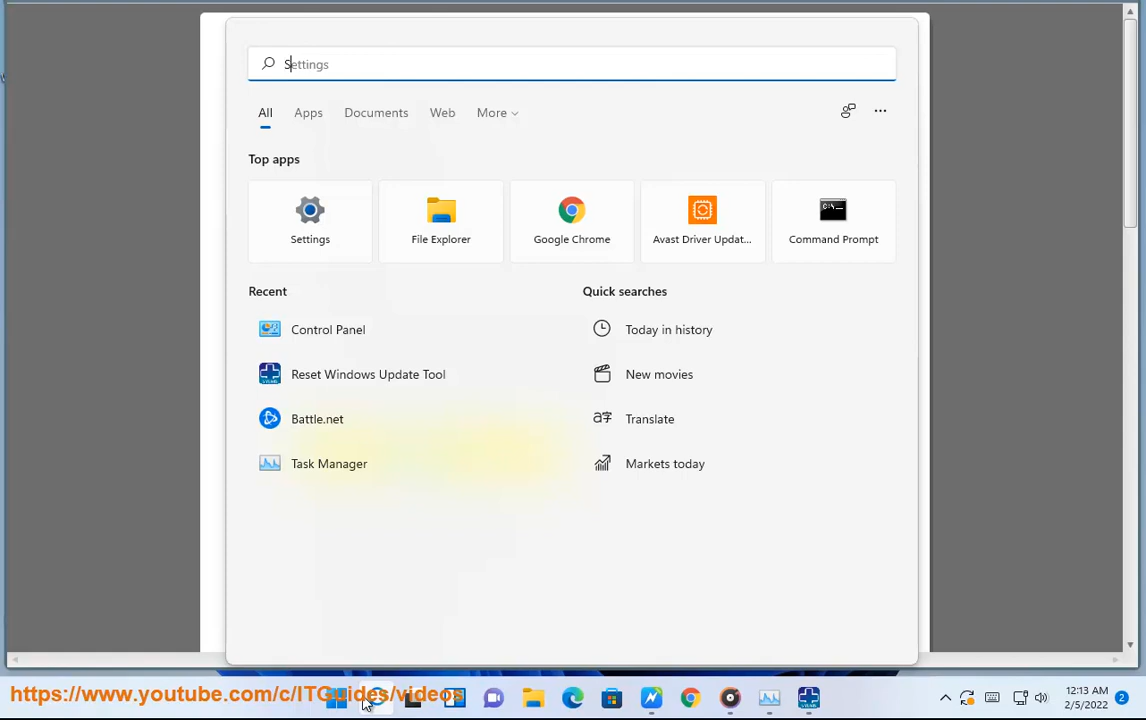 Settings
All Apps Documents Web More
Top apps
Settings File Explorer Google Chrome Avast Driver Updat... Command Prompt
Recent Quick searches
Control Panel Today in history
Reset Windows Update Tool New movies
Battle.net Translate
Task Manager Markets today
https://www.youtube.com/c/ITGuides/videos
12:13 AM
2/5/2022 2